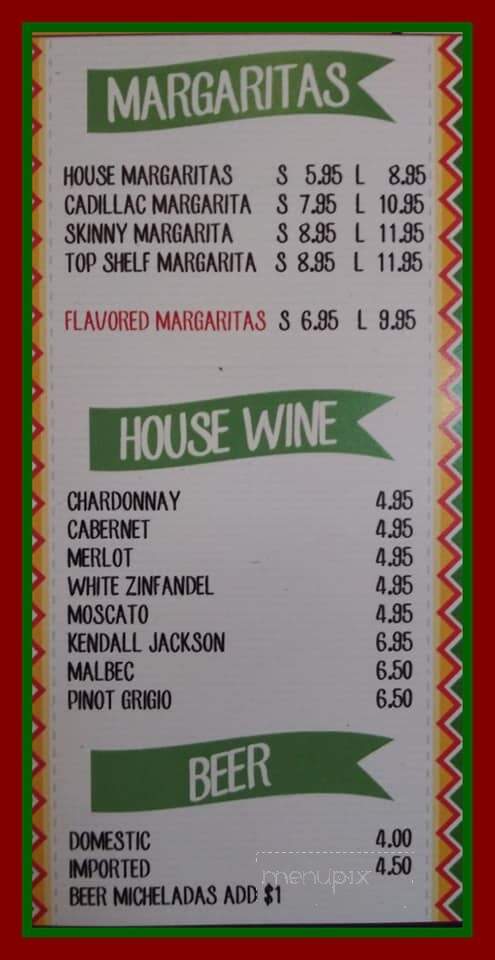 MARGARITAS
HOUSE MARGARITAS S 5.95 L 8.95
CADILLAC MARGARITA S 7.95 L 10.95
SKINNY MARGARITA S 8.95 L 11.95
TOP SHELF MARGARITA S 8.95 L 11.95
FLAVORED MARGARITAS S 6.95 L 9.95
HOUSE WINE
CHARDONNAY 4.95
CABERNET 4.95
MERLOT 4.95
WHITE ZINFANDEL 4.95
MOSCATO 4.95
KENDALL JACKSON 6.95
MALBEC 6.50
PINOT GRIGIO 6.50
BEER
DOMESTIC 4.00
IMPORTED 4.50
menupix
BEER MICHELADAS ADD $1